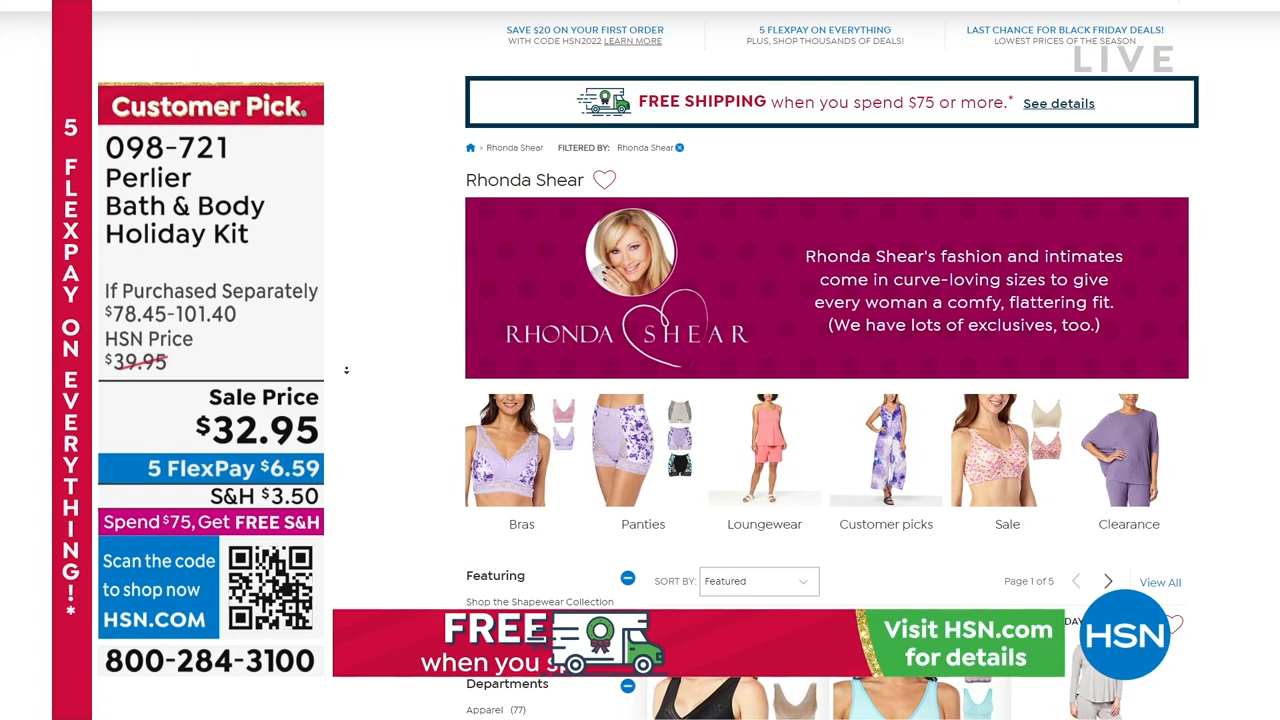 5 FLEXPAY ON EVERYTHING!*
Customer Pick.
098-721
Perlier
Bath & Body
Holiday Kit
If Purchased Separately
$78.45-101.40
HSN Price
$39.95
Sale Price
$32.95
5 FlexPay $6.59
S&H $3.50
Spend $75, Get FREE S&H
Scan the code
to shop now
HSN.COM
800-284-3100
SAVE $20 ON YOUR FIRST ORDER
WITH CODE HSN2022 LEARN MORE
5 FLEXPAY ON EVERYTHING
PLUS, SHOP THOUSANDS OF DEALS!
LAST CHANCE FOR BLACK FRIDAY DEALS!
LOWEST PRICES OF THE SEASON
LIVE
FREE SHIPPING when you spend $75 or more.* See details
> Rhonda Shear FILTERED BY: Rhonda Shear
Rhonda Shear
RHONDA SHEAR
Rhonda Shear's fashion and intimates
come in curve-loving sizes to give
every woman a comfy, flattering fit.
(We have lots of exclusives, too.)
Bras
Panties
Loungewear
Customer picks
Sale
Clearance
Featuring
SORT BY: Featured
Page 1 of 5
View All
Shop the Shapewear Collection
FREE
when you
Visit HSN.com
for details
HSN
Departments
Apparel (77)